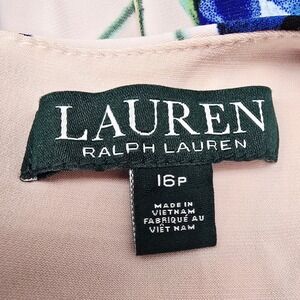 LAUREN
RALPH LAUREN
16P
MADE IN
VIETNAM
FABRIQUÉ AU
VIÊT NAM